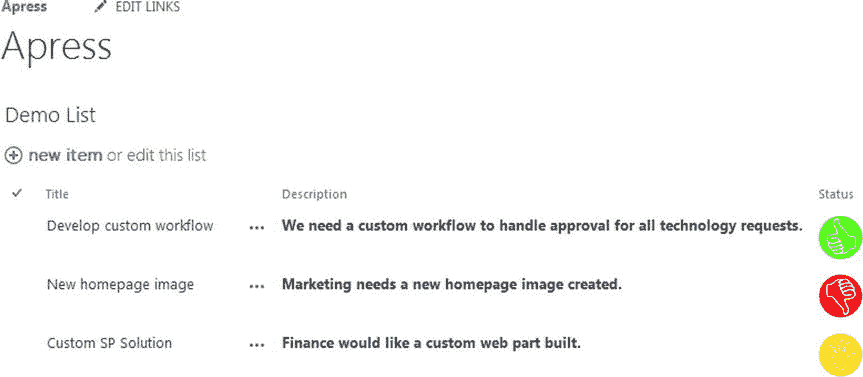 Apress EDIT LINKS
Apress
Demo List
new item or edit this list
Title Description Status
Develop custom workflow ... We need a custom workflow to handle approval for all technology requests.
New homepage image ... Marketing needs a new homepage image created.
Custom SP Solution ... Finance would like a custom web part built.